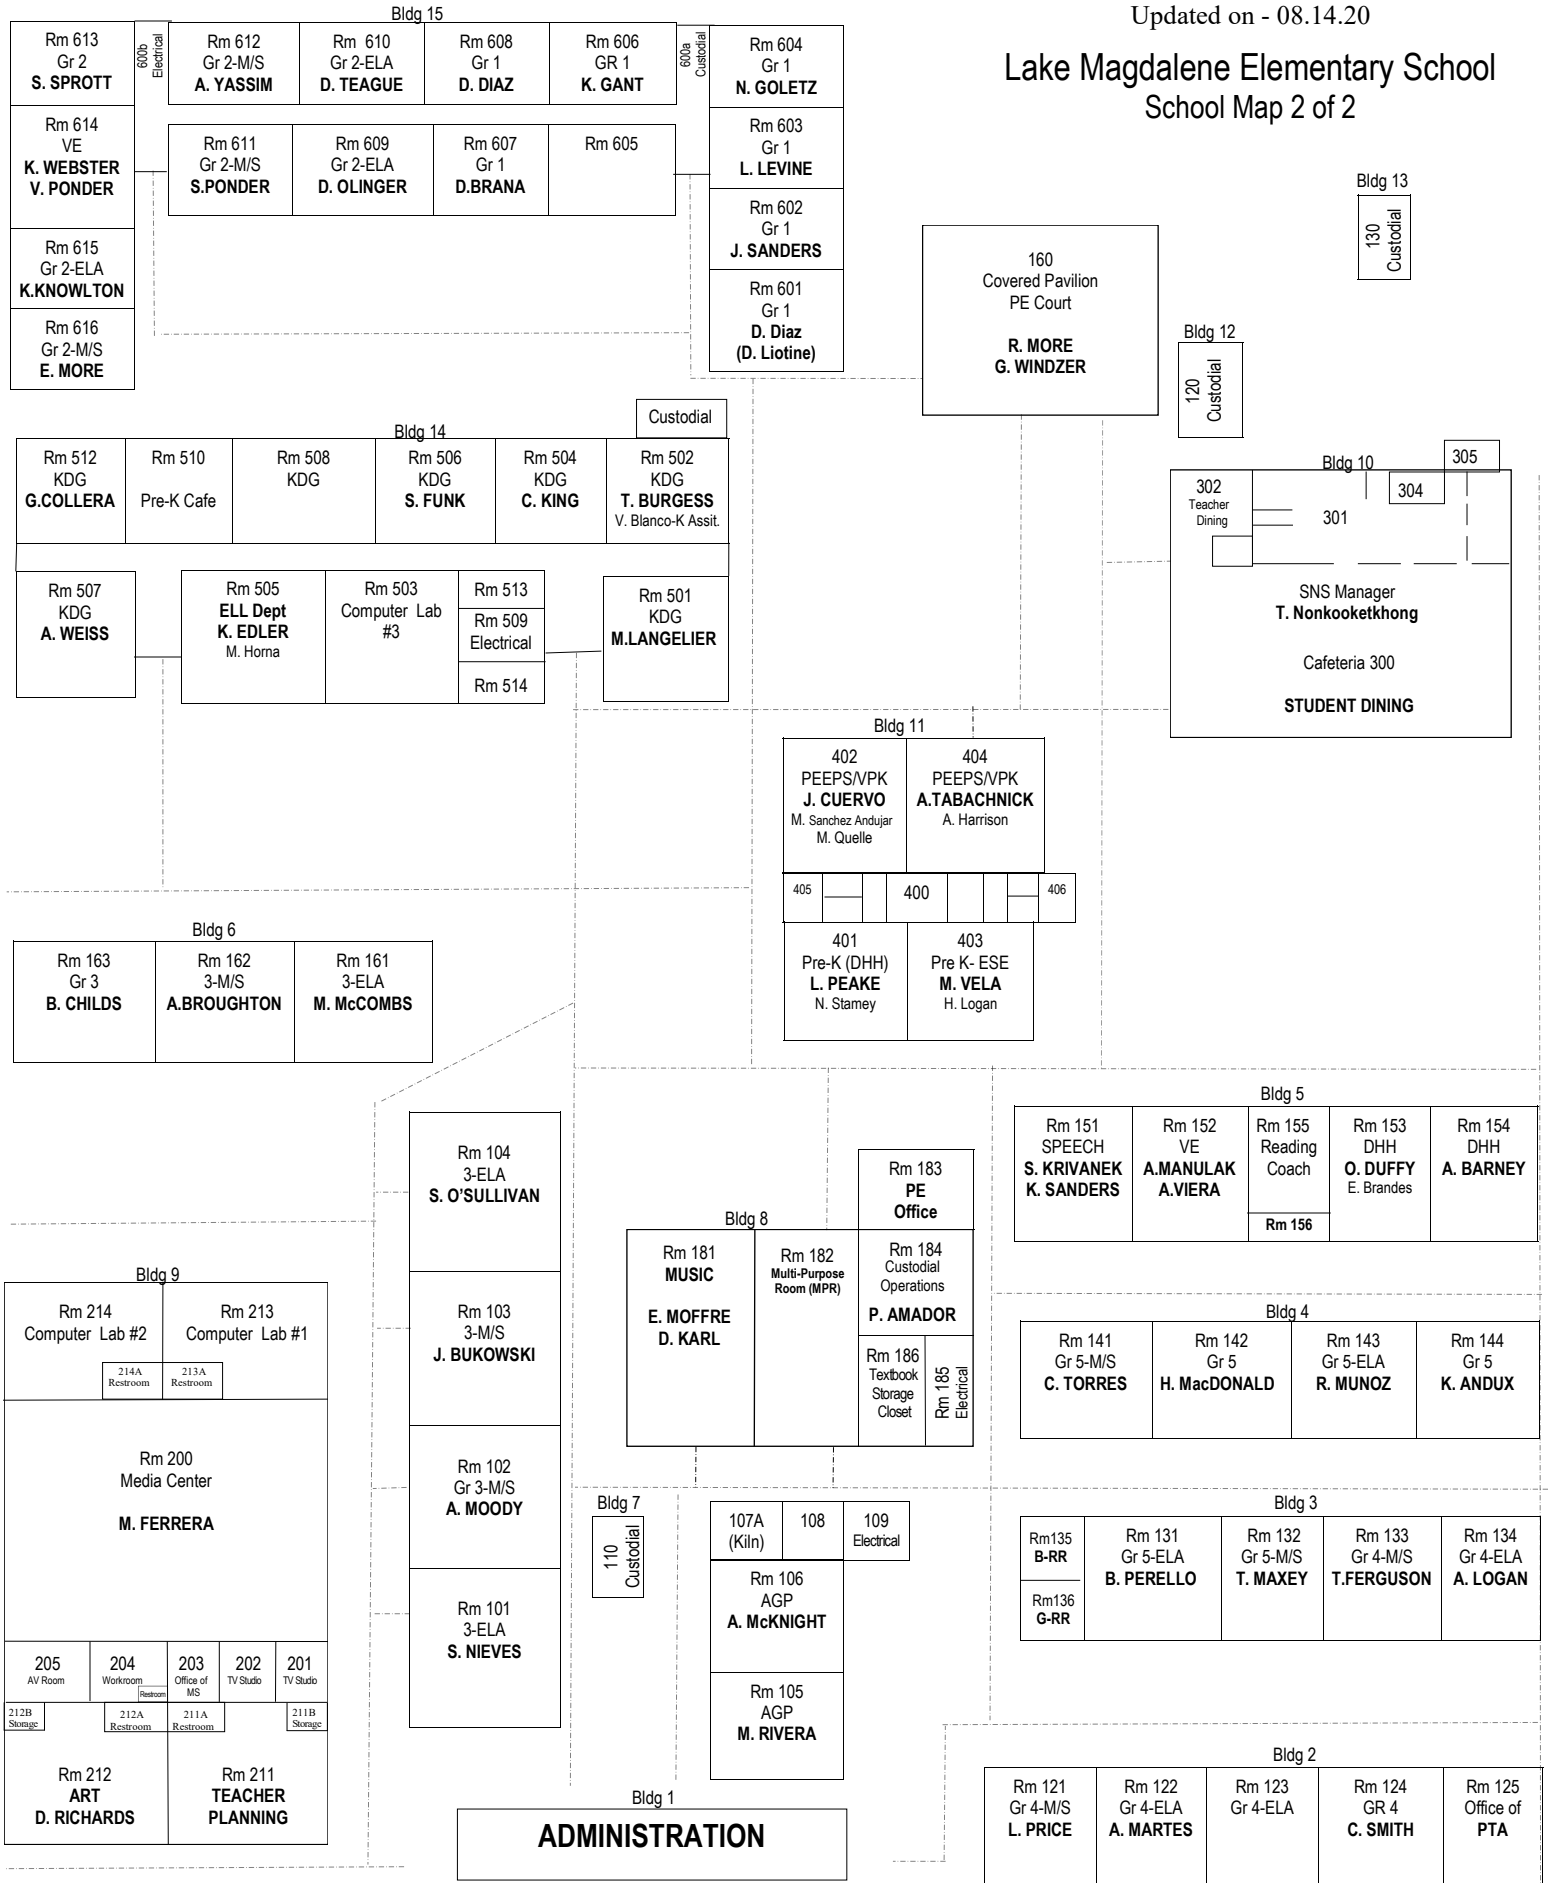 Updated on - 08.14.20
Lake Magdalene Elementary School
School Map 2 of 2
Bldg 15
Rm 613
Gr 2
S. SPROTT
600b
Electrical
Rm 612
Gr 2-M/S
A. YASSIM
Rm 610
Gr 2-ELA
D. TEAGUE
Rm 608
Gr 1
D. DIAZ
Rm 606
GR 1
K. GANT
600a
Custodial
Rm 604
Gr 1
N. GOLETZ
Rm 614
VE
K. WEBSTER
V. PONDER
Rm 611
Gr 2-M/S
S.PONDER
Rm 609
Gr 2-ELA
D. OLINGER
Rm 607
Gr 1
D.BRANA
Rm 605
Rm 603
Gr 1
L. LEVINE
Rm 602
Gr 1
J. SANDERS
Rm 615
Gr 2-ELA
K.KNOWLTON
Rm 601
Gr 1
D. Diaz
(D. Liotine)
Rm 616
Gr 2-M/S
E. MORE
160
Covered Pavilion
PE Court
R. MORE
G. WINDZER
Bldg 13
130
Custodial
Bldg 12
120
Custodial
Custodial
Bldg 14
Rm 512
KDG
G.COLLERA
Rm 510
Pre-K Cafe
Rm 508
KDG
Rm 506
KDG
S. FUNK
Rm 504
KDG
C. KING
Rm 502
KDG
T. BURGESS
V. Blanco-K Assit.
Rm 507
KDG
A. WEISS
Rm 505
ELL Dept
K. EDLER
M. Horna
Rm 503
Computer Lab
#3
Rm 513
Rm 509
Electrical
Rm 514
Rm 501
KDG
M.LANGELIER
Bldg 10
305
304
302
Teacher
Dining
301
SNS Manager
T. Nonkooketkhong
Cafeteria 300
STUDENT DINING
Bldg 11
402
PEEPS/VPK
J. CUERVO
M. Sanchez Andujar
M. Quelle
404
PEEPS/VPK
A.TABACHNICK
A. Harrison
405
400
406
401
Pre-K (DHH)
L. PEAKE
N. Stamey
403
Pre K- ESE
M. VELA
H. Logan
Bldg 6
Rm 163
Gr 3
B. CHILDS
Rm 162
3-M/S
A.BROUGHTON
Rm 161
3-ELA
M. McCOMBS
Rm 104
3-ELA
S. O'SULLIVAN
Rm 103
3-M/S
J. BUKOWSKI
Rm 102
Gr 3-M/S
A. MOODY
Rm 101
3-ELA
S. NIEVES
Bldg 5
Rm 151
SPEECH
S. KRIVANEK
K. SANDERS
Rm 152
VE
A.MANULAK
A.VIERA
Rm 155
Reading
Coach
Rm 156
Rm 153
DHH
O. DUFFY
E. Brandes
Rm 154
DHH
A. BARNEY
Bldg 8
Rm 181
MUSIC
E. MOFFRE
D. KARL
Rm 182
Multi-Purpose
Room (MPR)
Rm 183
PE
Office
Rm 184
Custodial
Operations
P. AMADOR
Rm 186
Textbook
Storage
Closet
Rm 185
Electrical
Bldg 4
Rm 141
Gr 5-M/S
C. TORRES
Rm 142
Gr 5
H. MacDONALD
Rm 143
Gr 5-ELA
R. MUNOZ
Rm 144
Gr 5
K. ANDUX
Bldg 9
Rm 214
Computer Lab #2
Rm 213
Computer Lab #1
214A
Restroom
213A
Restroom
Rm 200
Media Center
M. FERRERA
205
AV Room
204
Workroom
Restroom
203
Office of
MS
202
TV Studio
201
TV Studio
212B
Storage
212A
Restroom
211A
Restroom
211B
Storage
Rm 212
ART
D. RICHARDS
Rm 211
TEACHER
PLANNING
Bldg 7
110
Custodial
107A
(Kiln)
108
109
Electrical
Rm 106
AGP
A. McKNIGHT
Rm 105
AGP
M. RIVERA
Bldg 3
Rm135
B-RR
Rm136
G-RR
Rm 131
Gr 5-ELA
B. PERELLO
Rm 132
Gr 5-M/S
T. MAXEY
Rm 133
Gr 4-M/S
T.FERGUSON
Rm 134
Gr 4-ELA
A. LOGAN
Bldg 1
ADMINISTRATION
Bldg 2
Rm 121
Gr 4-M/S
L. PRICE
Rm 122
Gr 4-ELA
A. MARTES
Rm 123
Gr 4-ELA
Rm 124
GR 4
C. SMITH
Rm 125
Office of
PTA